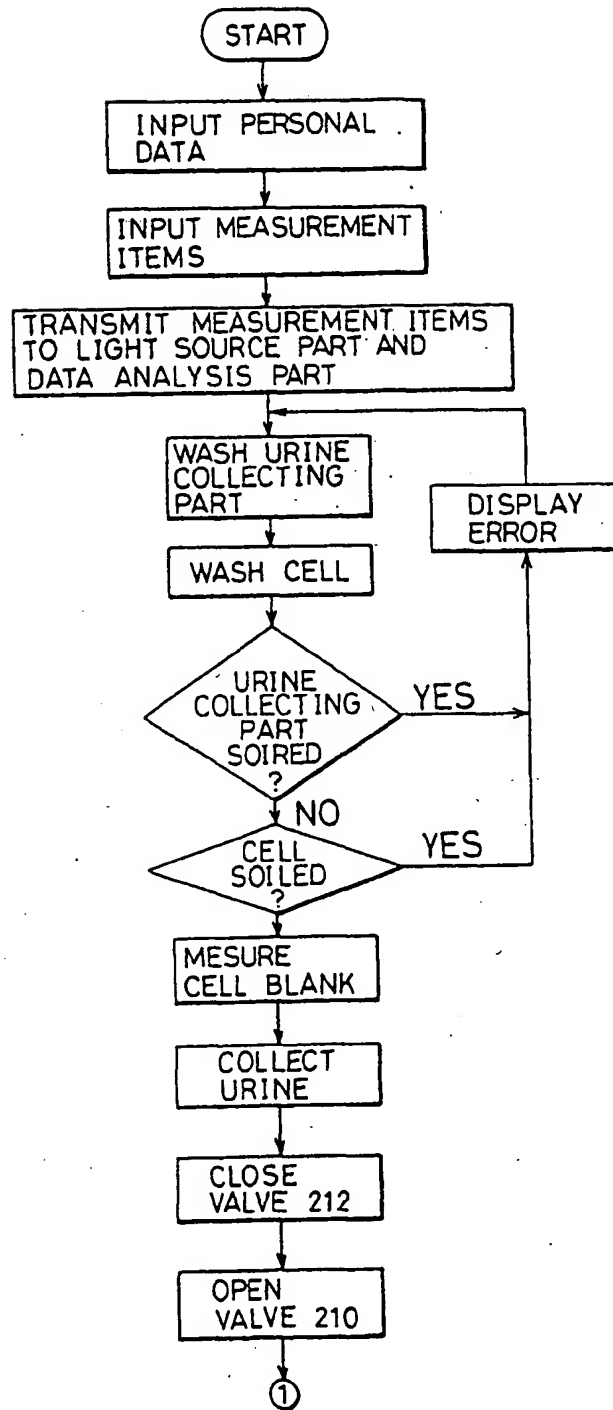 START
INPUT PERSONAL
DATA
INPUT MEASUREMENT
ITEMS
TRANSMIT MEASUREMENT ITEMS
TO LIGHT SOURCE PART AND
DATA ANALYSIS PART
WASH URINE
COLLECTING
PART
DISPLAY
ERROR
WASH CELL
URINE
COLLECTING
PART
SOIRED
?
YES
NO
CELL
SOILED
?
YES
MESURE
CELL BLANK
COLLECT
URINE
CLOSE
VALVE 212
OPEN
VALVE 210
1